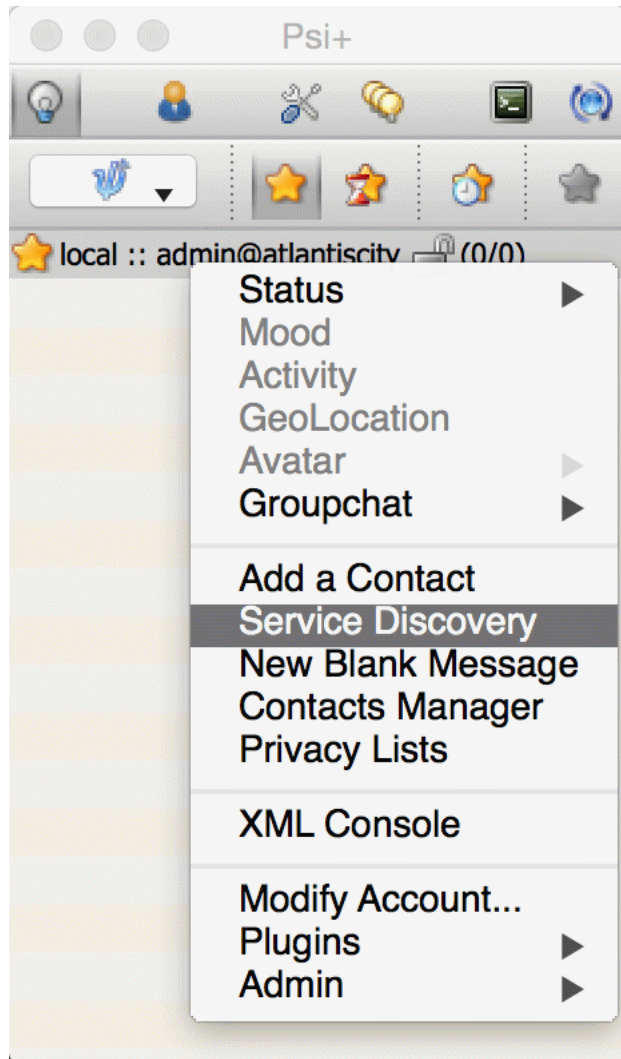 Psi+
local :: admin@atlantiscity (0/0)
Status
Mood
Activity
GeoLocation
Avatar
Groupchat
Add a Contact
Service Discovery
New Blank Message
Contacts Manager
Privacy Lists
XML Console
Modify Account...
Plugins
Admin